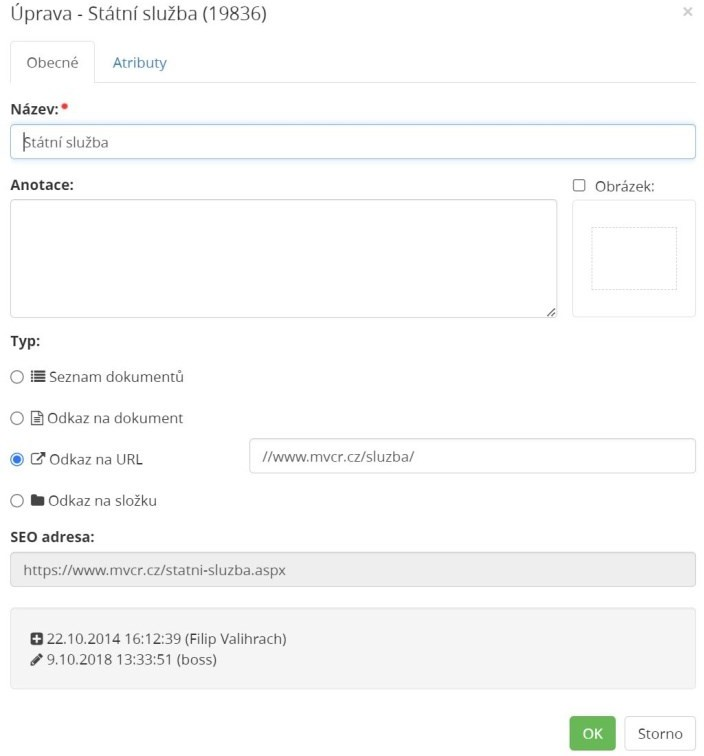 Úprava - Státní služba (19836)
×
Obecné Atributy
Název: *
Státní služba
Anotace: Obrázek:
Typ:
Seznam dokumentů
Odkaz na dokument
Odkaz na URL //www.mvcr.cz/sluzba/
Odkaz na složku
SEO adresa:
https://www.mvcr.cz/statni-sluzba.aspx
22.10.2014 16:12:39 (Filip Valihrach)
9.10.2018 13:33:51 (boss)
OK Storno